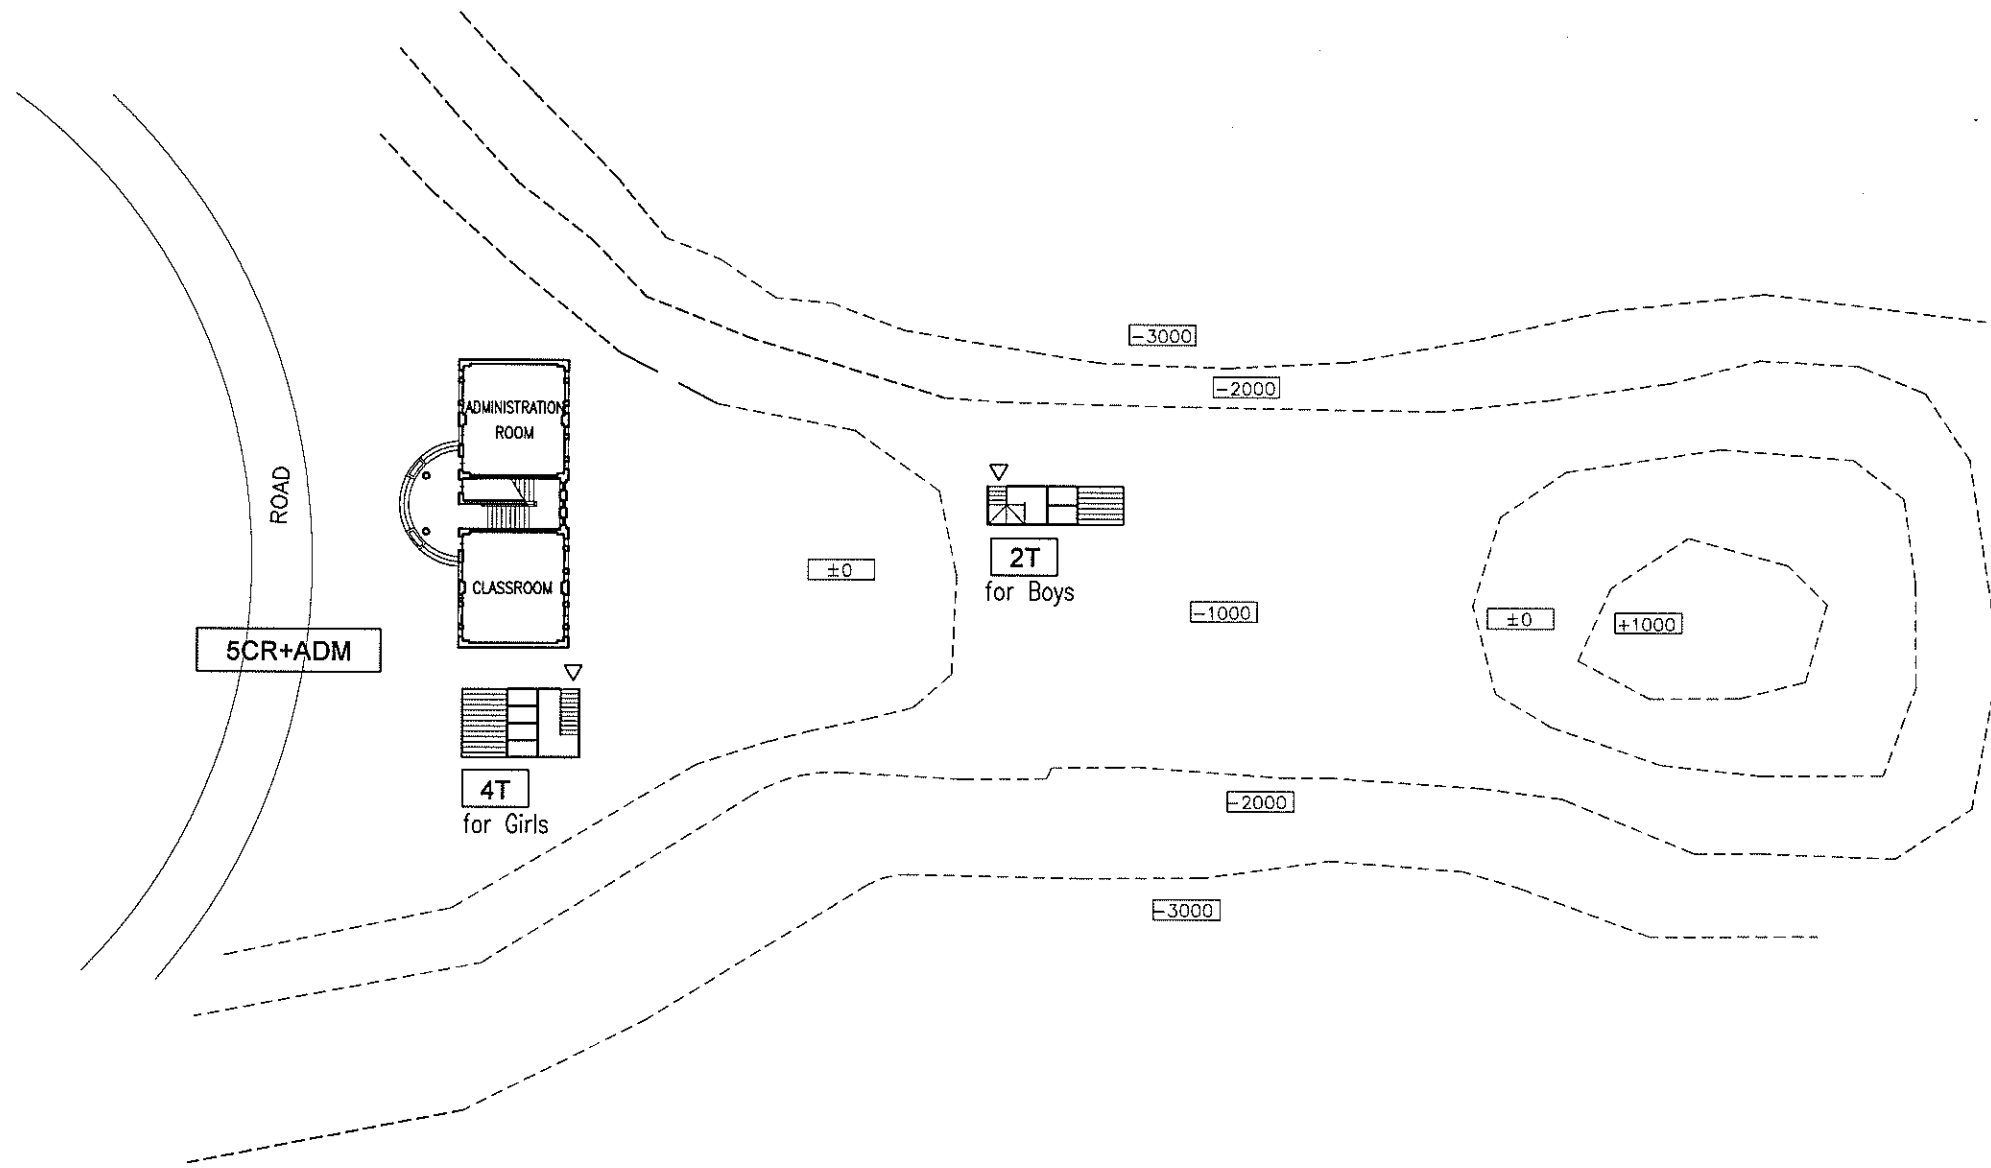 -3000
-2000
ADMINISTRATION
ROOM
ROAD
2T
for Boys
±0
CLASSROOM
-1000
±0
+1000
5CR+ADM
4T
for Girls
-2000
-3000